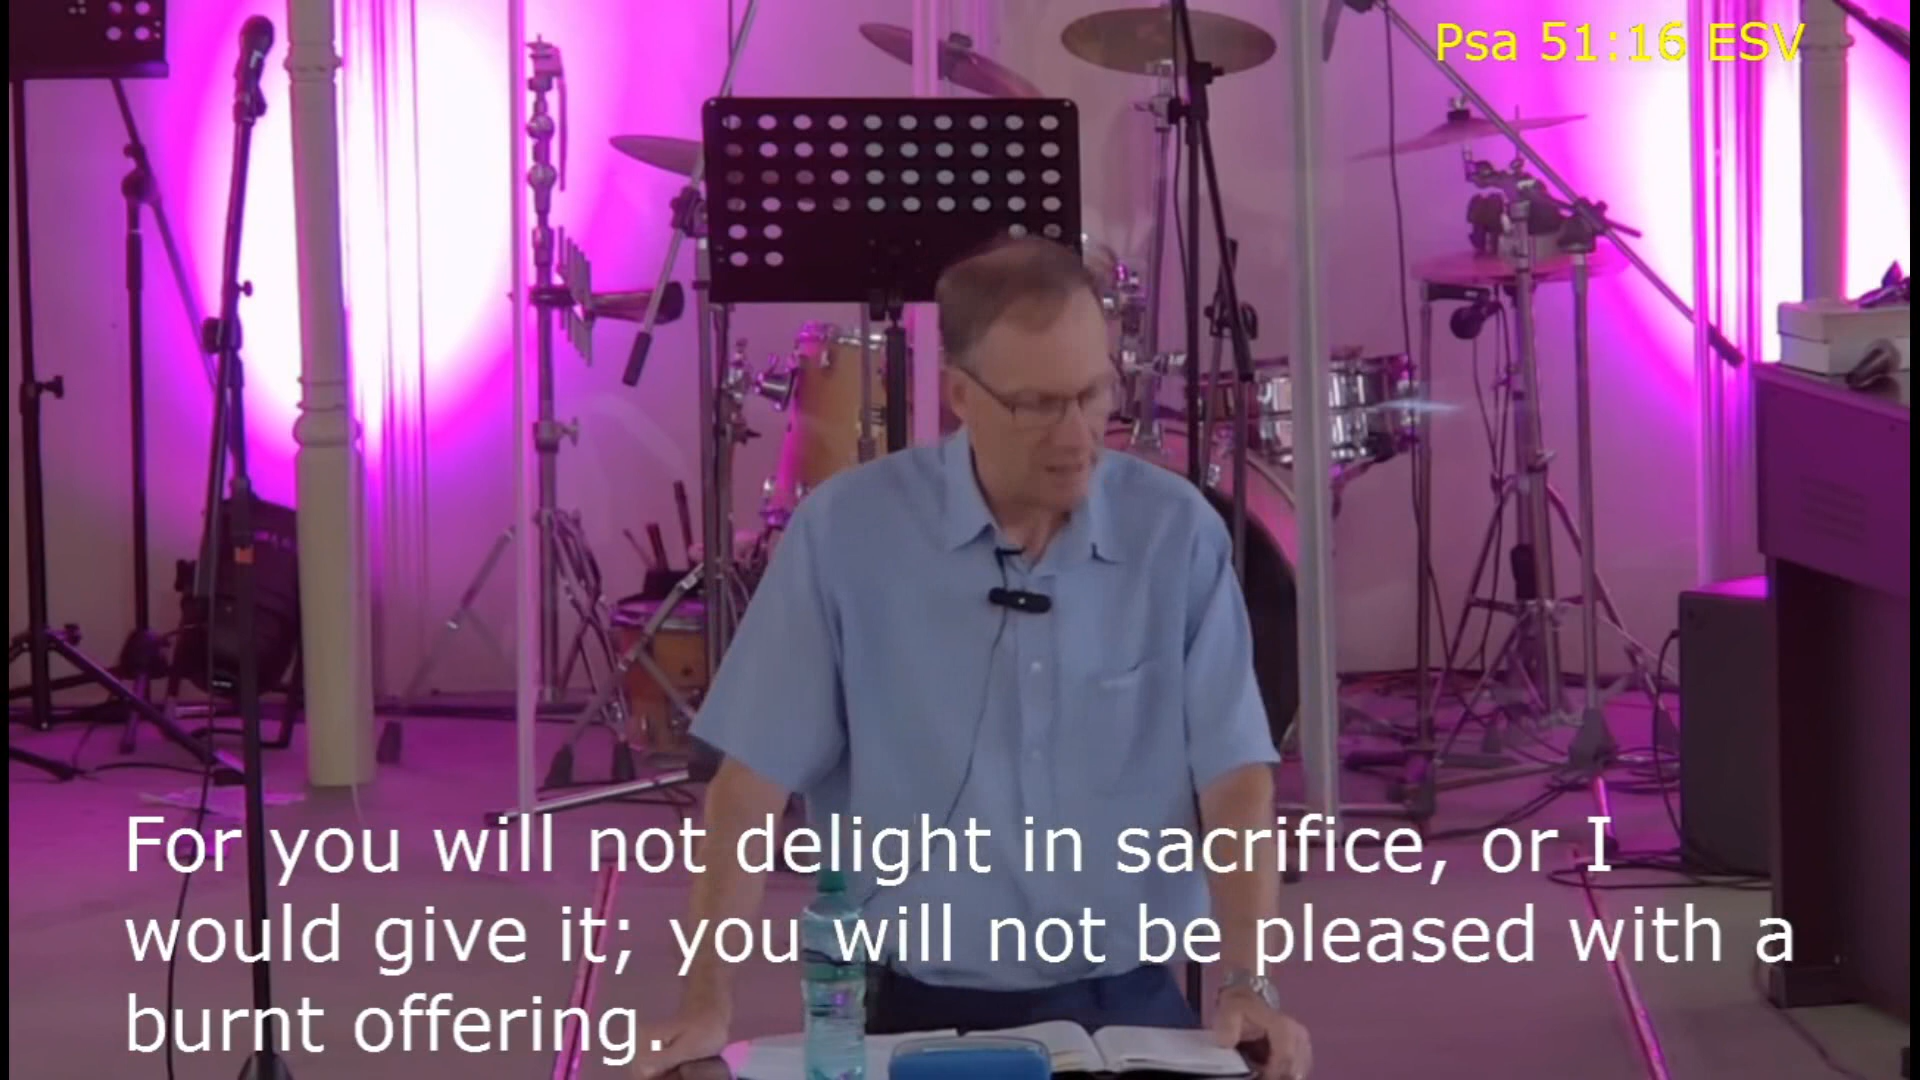 Psa 51:16 ESV
For you will not delight in sacrifice, or I
would give it; you will not be pleased with a
burnt offering.